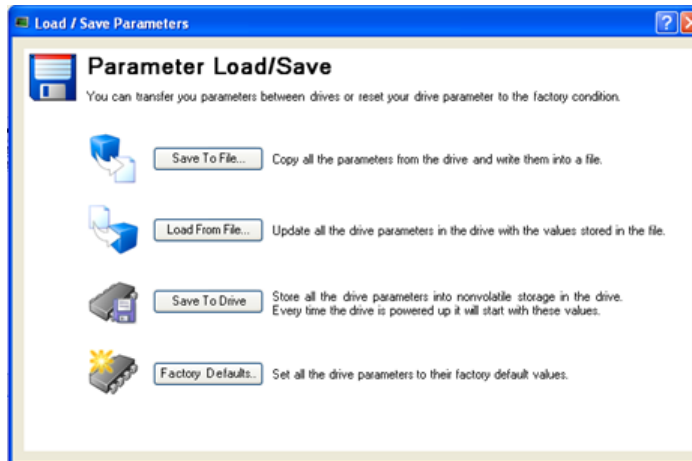 Load / Save Parameters
Parameter Load/Save
You can transfer you parameters between drives or reset your drive parameter to the factory condition.
Save To File... Copy all the parameters from the drive and write them into a file.
Load From File... Update all the drive parameters in the drive with the values stored in the file.
Save To Drive Store all the drive parameters into nonvolatile storage in the drive.
Every time the drive is powered up it will start with these values.
Factory Defaults.. Set all the drive parameters to their factory default values.